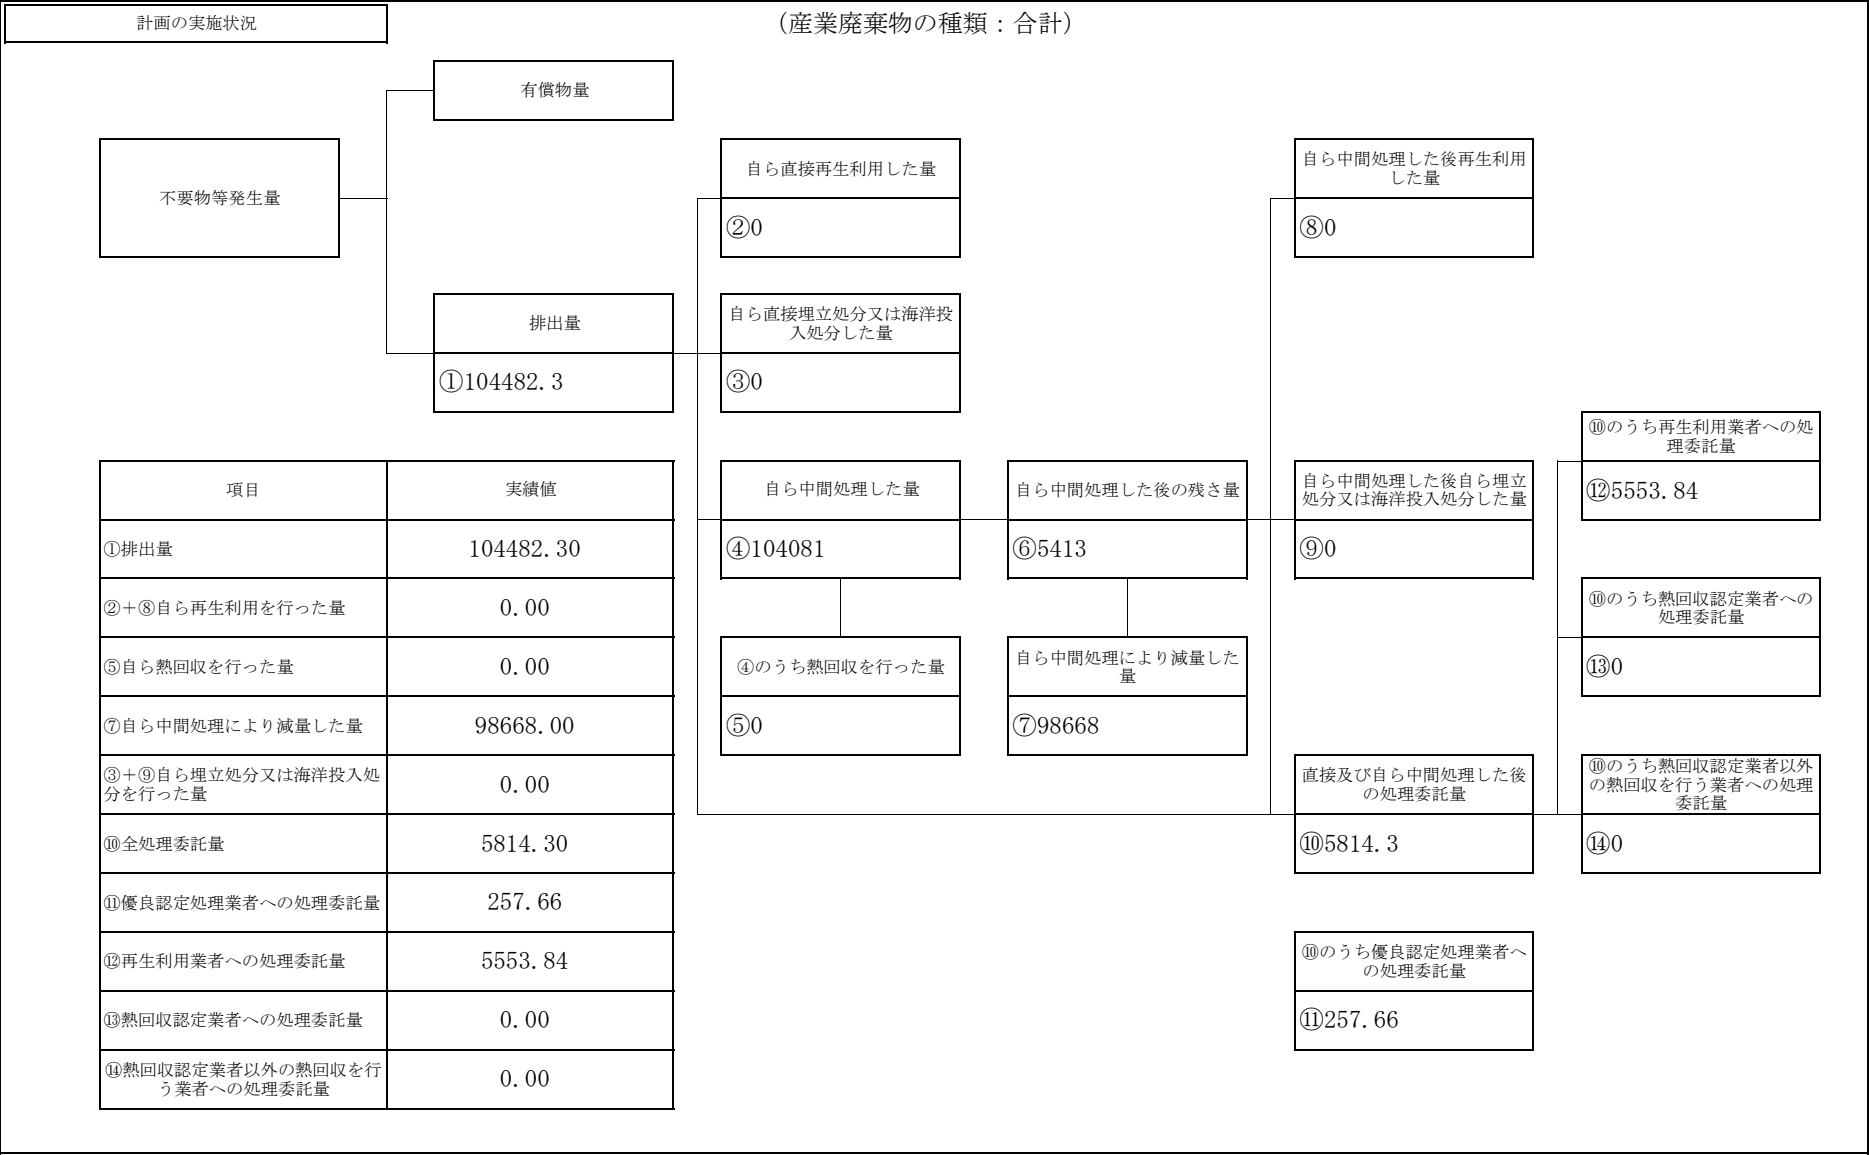 計画の実施状況
（産業廃棄物の種類：合計）
有償物量
不要物等発生量
自ら直接再生利用した量
②0
自ら中間処理した後再生利用
した量
⑧0
排出量
①104482.3
自ら直接埋立処分又は海洋投
入処分した量
③0
⑩のうち再生利用業者への処
理委託量
⑫5553.84
自ら中間処理した量
④104081
自ら中間処理した後の残さ量
⑥5413
自ら中間処理した後自ら埋立
処分又は海洋投入処分した量
⑨0
⑩のうち熱回収認定業者への
処理委託量
⑬0
④のうち熱回収を行った量
⑤0
自ら中間処理により減量した
量
⑦98668
直接及び自ら中間処理した後
の処理委託量
⑩5814.3
⑩のうち熱回収認定業者以外
の熱回収を行う業者への処理
委託量
⑭0
⑩のうち優良認定処理業者へ
の処理委託量
⑪257.66
項目 実績値
①排出量 104482.30
②＋⑧自ら再生利用を行った量 0.00
⑤自ら熱回収を行った量 0.00
⑦自ら中間処理により減量した量 98668.00
③＋⑨自ら埋立処分又は海洋投入処
分を行った量 0.00
⑩全処理委託量 5814.30
⑪優良認定処理業者への処理委託量 257.66
⑫再生利用業者への処理委託量 5553.84
⑬熱回収認定業者への処理委託量 0.00
⑭熱回収認定業者以外の熱回収を行
う業者への処理委託量 0.00